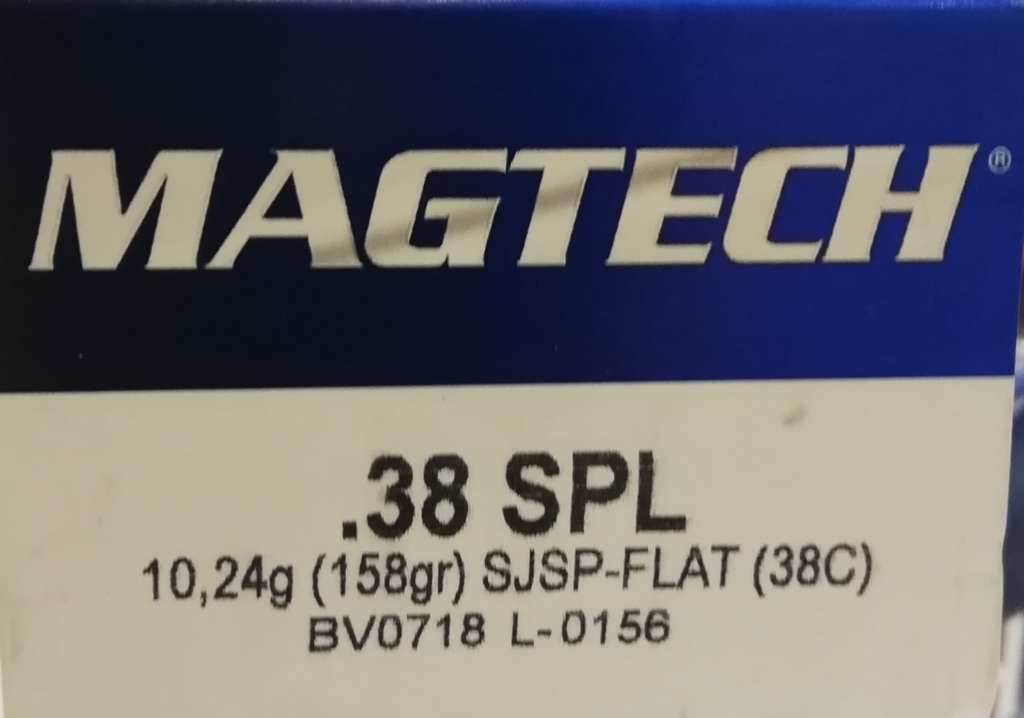 MAGTECH®
.38 SPL
10,24g (158gr) SJSP-FLAT (38C)
BV0718 L-0156